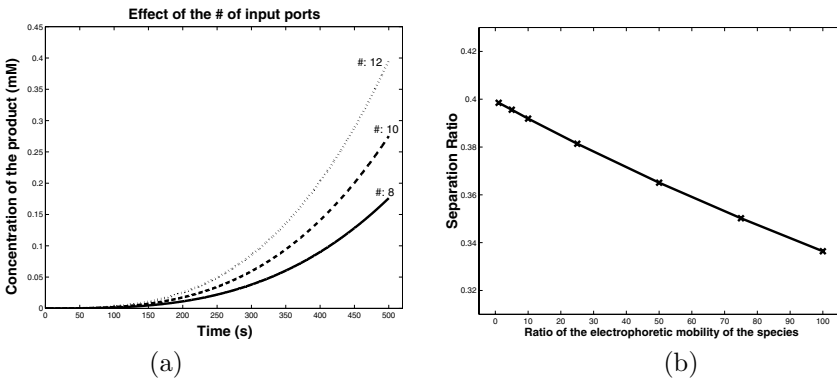 Effect of the # of input ports
Concentration of the product (mM)
0.45
0.4
0.35
0.3
0.25
0.2
0.15
0.1
0.05
0
#: 12
#: 10
#: 8
0 50 100 150 200 250 300 350 400 450 500
Time (s)
(a)
Separation Ratio
0.42
0.4
0.38
0.36
0.34
0.32
0 10 20 30 40 50 60 70 80 90 100
Ratio of the electrophoretic mobility of the species
(b)